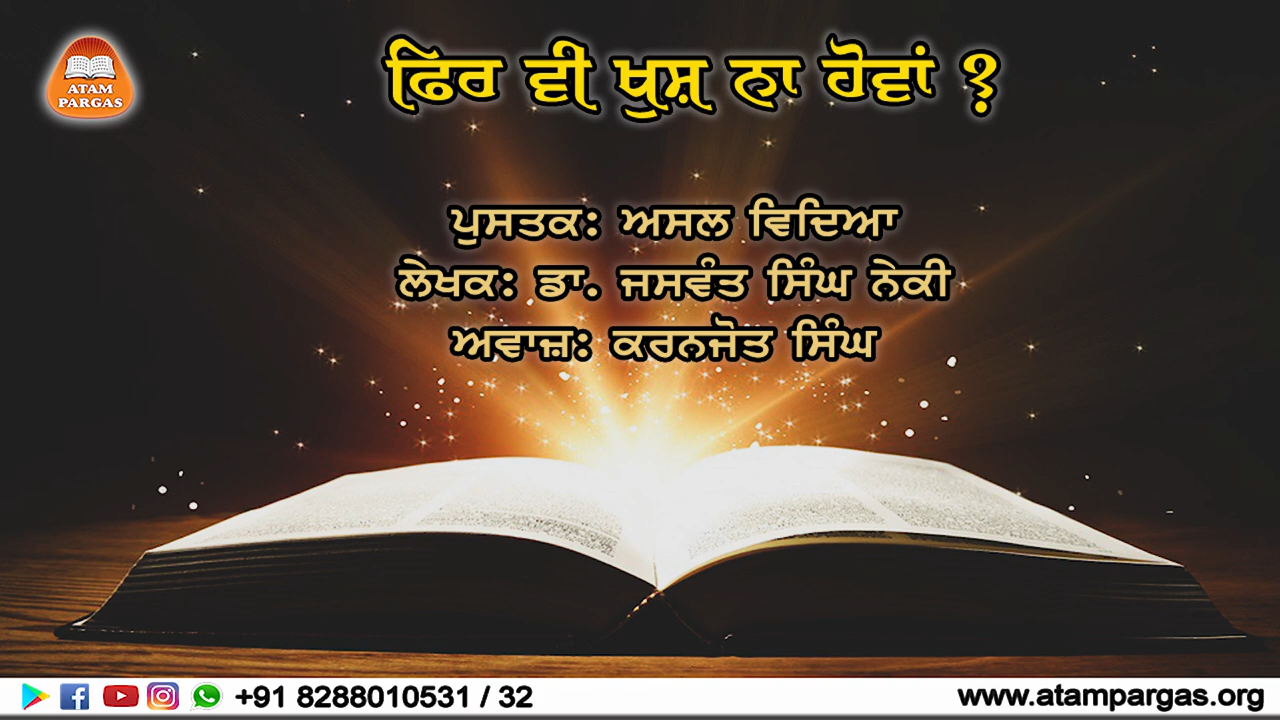 ATAM
PARGAS
ਫਿਰ ਵੀ ਖੁਸ਼ ਨਾ ਹੋਵਾਂ ?
ਪੁਸਤਕ: ਅਸਲ ਵਿਦਿਆ
ਲੇਖਕ: ਡਾ. ਜਸਵੰਤ ਸਿੰਘ ਨੇਕੀ
ਅਵਾਜ਼: ਕਰਨਜੋਤ ਸਿੰਘ
+91 8288010531 / 32
www.atampargas.org